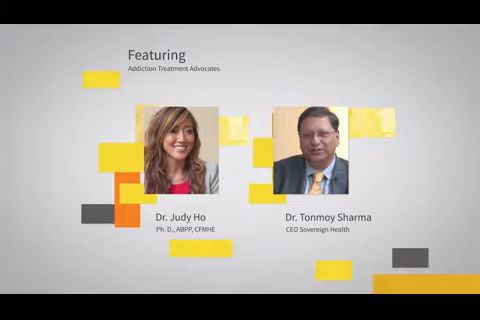 Featuring
Addiction Treatment Advocates
Dr. Judy Ho
Ph. D., ABPP, CFMHE
Dr. Tonmoy Sharma
CEO Sovereign Health